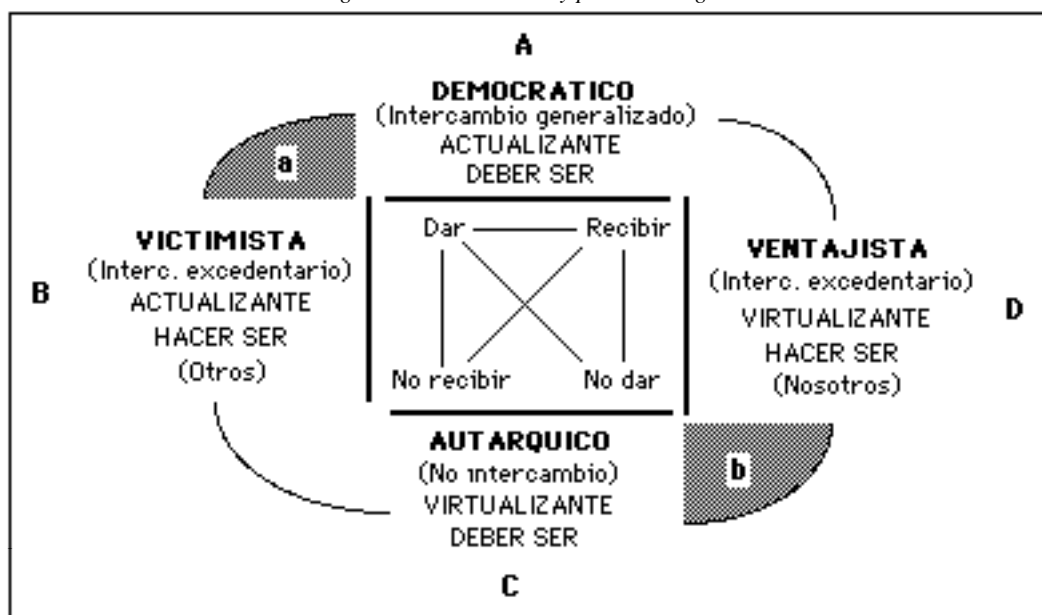 A
DEMOCRATICO
(Intercambio generalizado)
ACTUALIZANTE
DEBER SER
a
B
VICTIMISTA
(Interc. excedentario)
ACTUALIZANTE
HACER SER
(Otros)
Dar
Recibir
No recibir
No dar
VENTAJISTA
(Interc. excedentario)
VIRTUALIZANTE
HACER SER
(Nosotros)
D
AUTARQUICO
(No intercambio)
VIRTUALIZANTE
DEBER SER
b
C